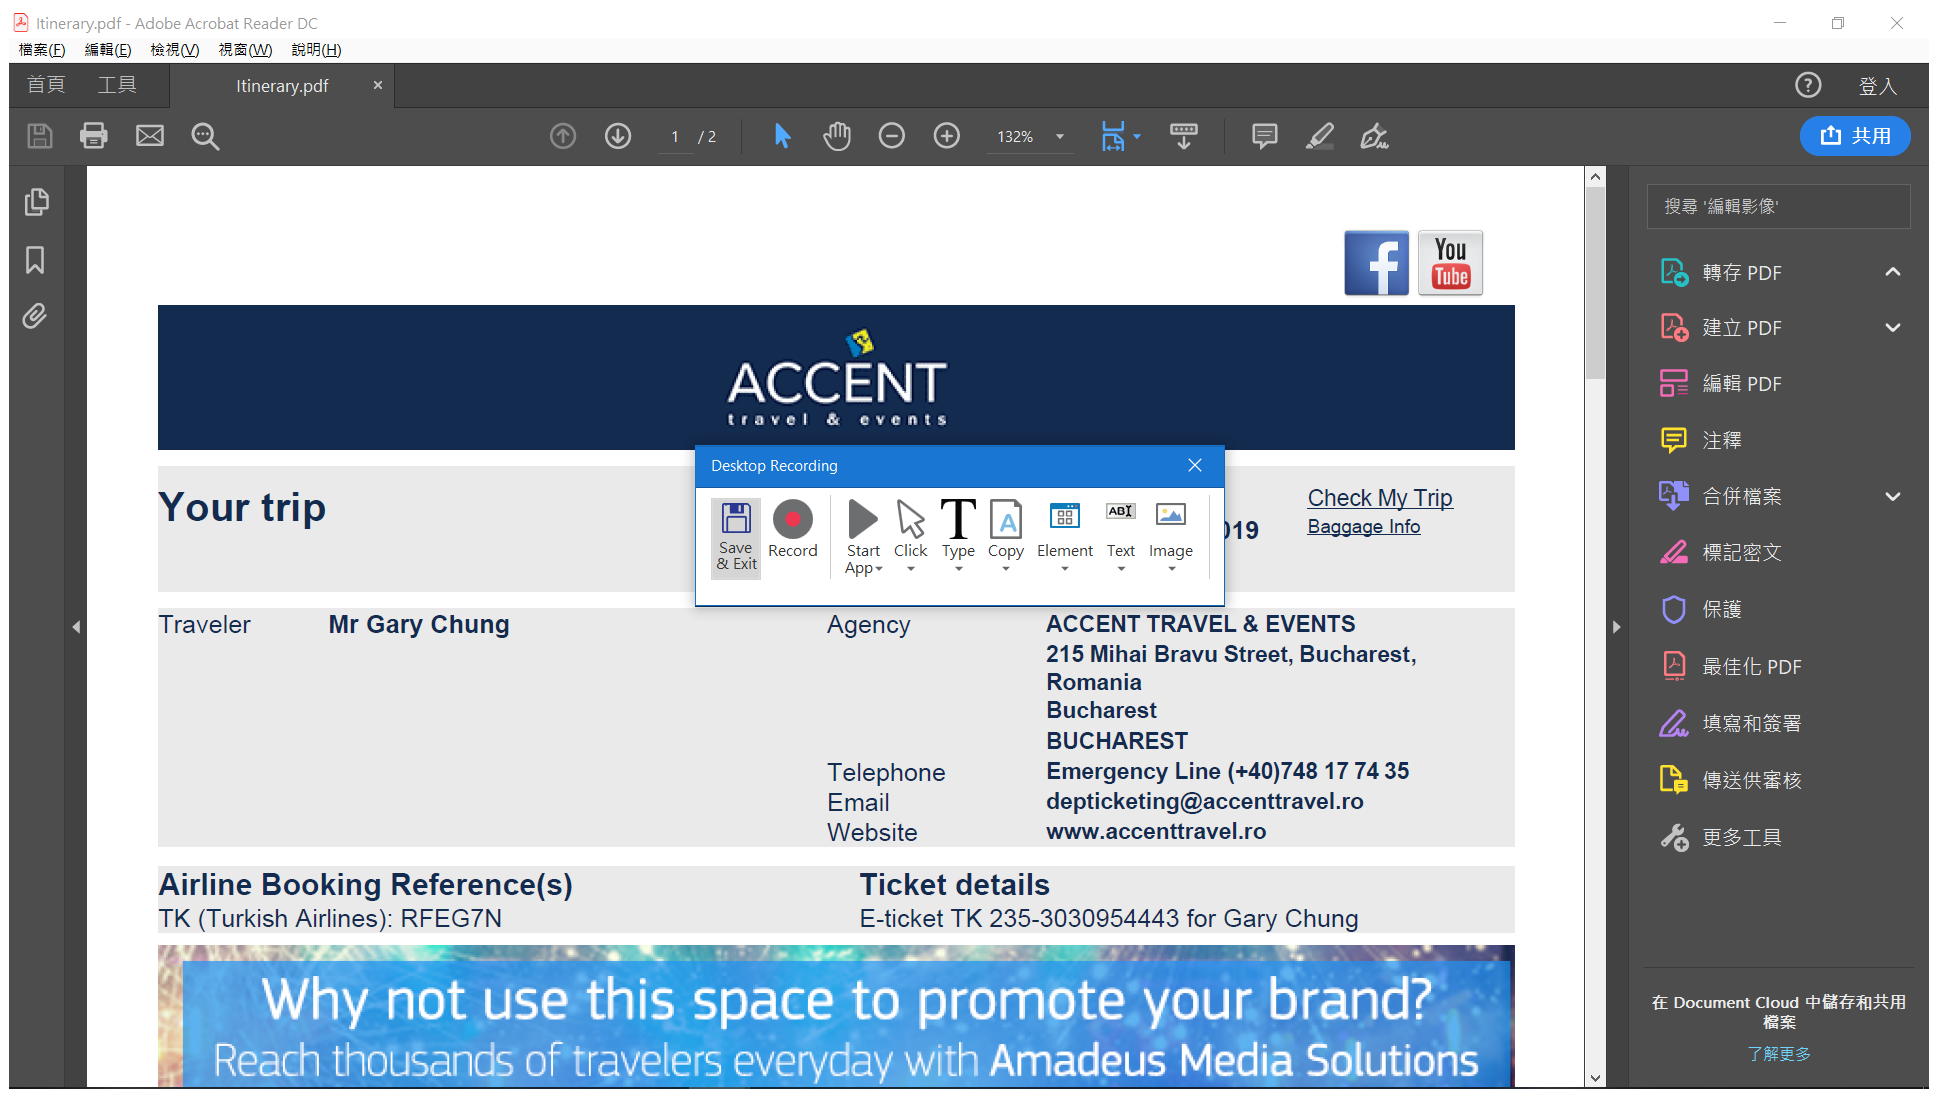 Itinerary.pdf - Adobe Acrobat Reader DC
檔案(F) 編輯(E) 檢視(V) 視窗(W) 說明(H)
首頁 工具 Itinerary.pdf × ? 登入
1 / 2 132% 共用
搜尋 '編輯影像'
轉存 PDF
建立 PDF
編輯 PDF
注釋
合併檔案
標記密文
保護
最佳化 PDF
填寫和簽署
傳送供審核
更多工具
在 Document Cloud 中儲存和共用
檔案
了解更多
f You
Tube
ACCENT
travel & events
Your trip
019
Check My Trip
Baggage Info
Desktop Recording
Save
& Exit
Record
Start
App
Click
T
Type
A
Copy
Element
ABI
Text
Image
Traveler Mr Gary Chung
Agency ACCENT TRAVEL & EVENTS
215 Mihai Bravu Street, Bucharest,
Romania
Bucharest
BUCHAREST
Telephone Emergency Line (+40)748 17 74 35
Email depticketing@accenttravel.ro
Website www.accenttravel.ro
Airline Booking Reference(s)
TK (Turkish Airlines): RFEG7N
Ticket details
E-ticket TK 235-3030954443 for Gary Chung
Why not use this space to promote your brand?
Reach thousands of travelers everyday with Amadeus Media Solutions